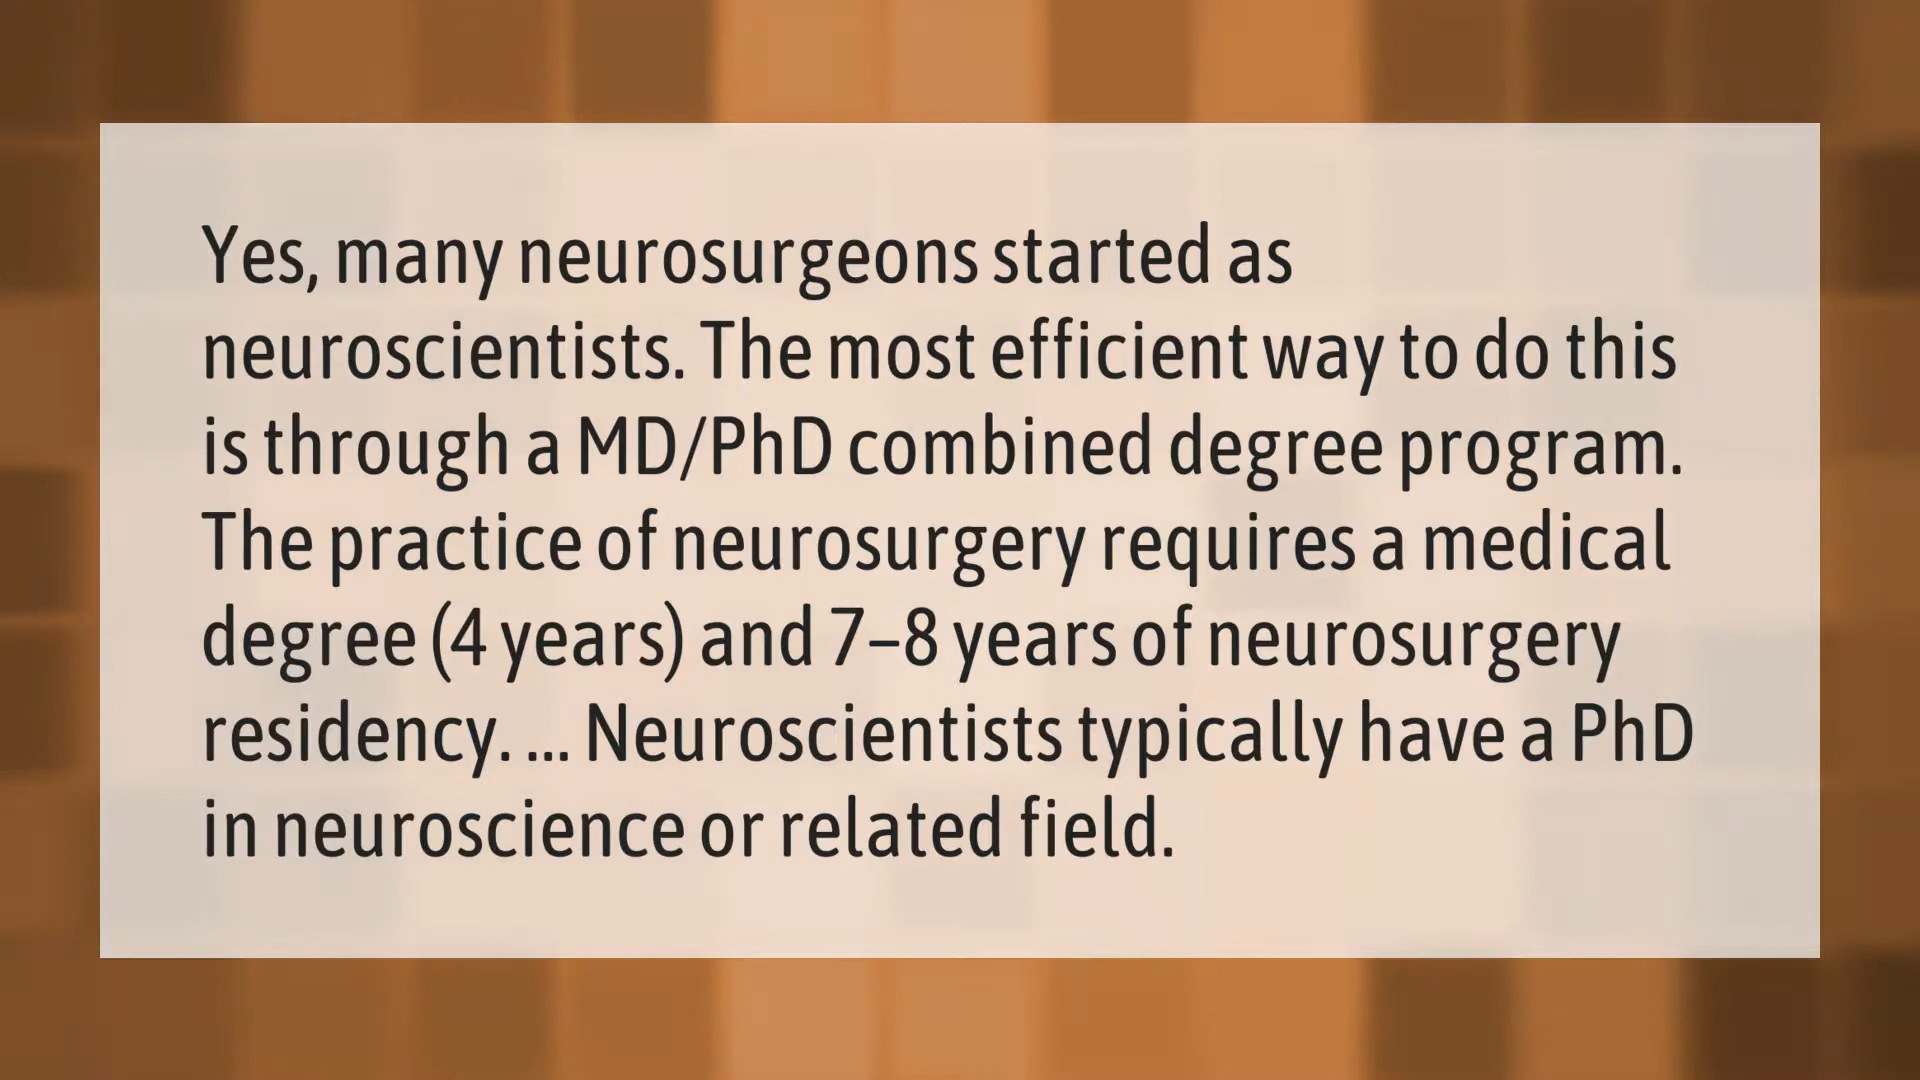 Yes, many neurosurgeons started as
neuroscientists. The most efficient way to do this
is through a MD/PhD combined degree program.
The practice of neurosurgery requires a medical
degree (4 years) and 7–8 years of neurosurgery
residency. ... Neuroscientists typically have a PhD
in neuroscience or related field.